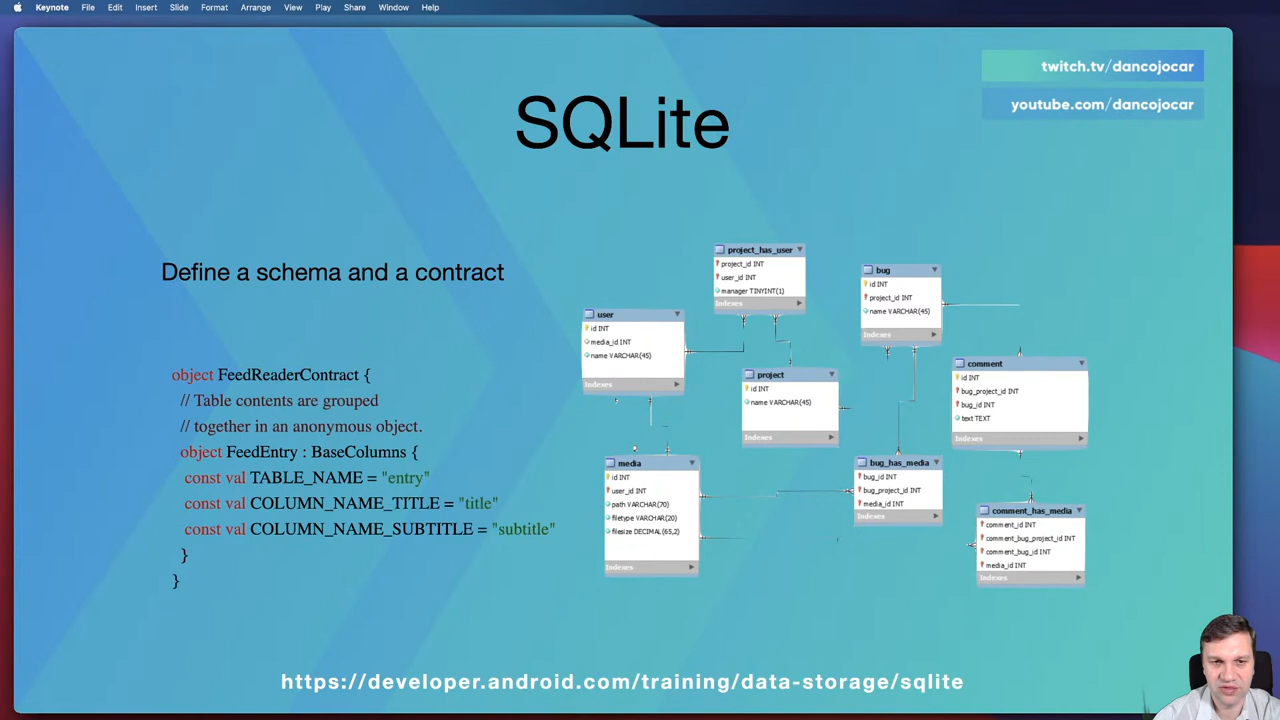 Keynote File Edit Insert Slide Format Arrange View Play Share Window Help
twitch.tv/dancojocar
youtube.com/dancojocar
SQLite
Define a schema and a contract
object FeedReaderContract {
// Table contents are grouped
// together in an anonymous object.
object FeedEntry : BaseColumns {
const val TABLE_NAME = "entry"
const val COLUMN_NAME_TITLE = "title"
const val COLUMN_NAME_SUBTITLE = "subtitle"
}
}
project_has_user
project_id INT
user_id INT
manager TINYINT(1)
Indexes
bug
id INT
project_id INT
name VARCHAR(45)
Indexes
user
id INT
media_id INT
name VARCHAR(45)
Indexes
project
id INT
name VARCHAR(45)
Indexes
comment
id INT
bug_project_id INT
bug_id INT
text TEXT
Indexes
media
id INT
user_id INT
path VARCHAR(70)
filetype VARCHAR(20)
filesize DECIMAL(65,2)
Indexes
bug_has_media
bug_id INT
bug_project_id INT
media_id INT
Indexes
comment_has_media
comment_id INT
comment_bug_project_id INT
comment_bug_id INT
media_id INT
Indexes
https://developer.android.com/training/data-storage/sqlite